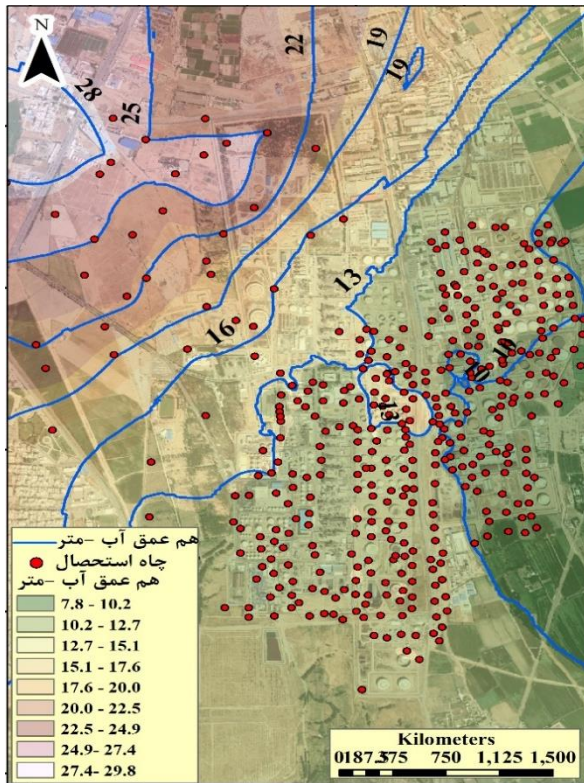 N
28
25
22
19
19
13
16
10
10
13
هم عمق آب -متر
چاه استحصال
هم عمق آب -متر
7.8 - 10.2
10.2 - 12.7
12.7 - 15.1
15.1 - 17.6
17.6 - 20.0
20.0 - 22.5
22.5 - 24.9
24.9- 27.4
27.4- 29.8
Kilometers
0187.5375 750 1,125 1,500